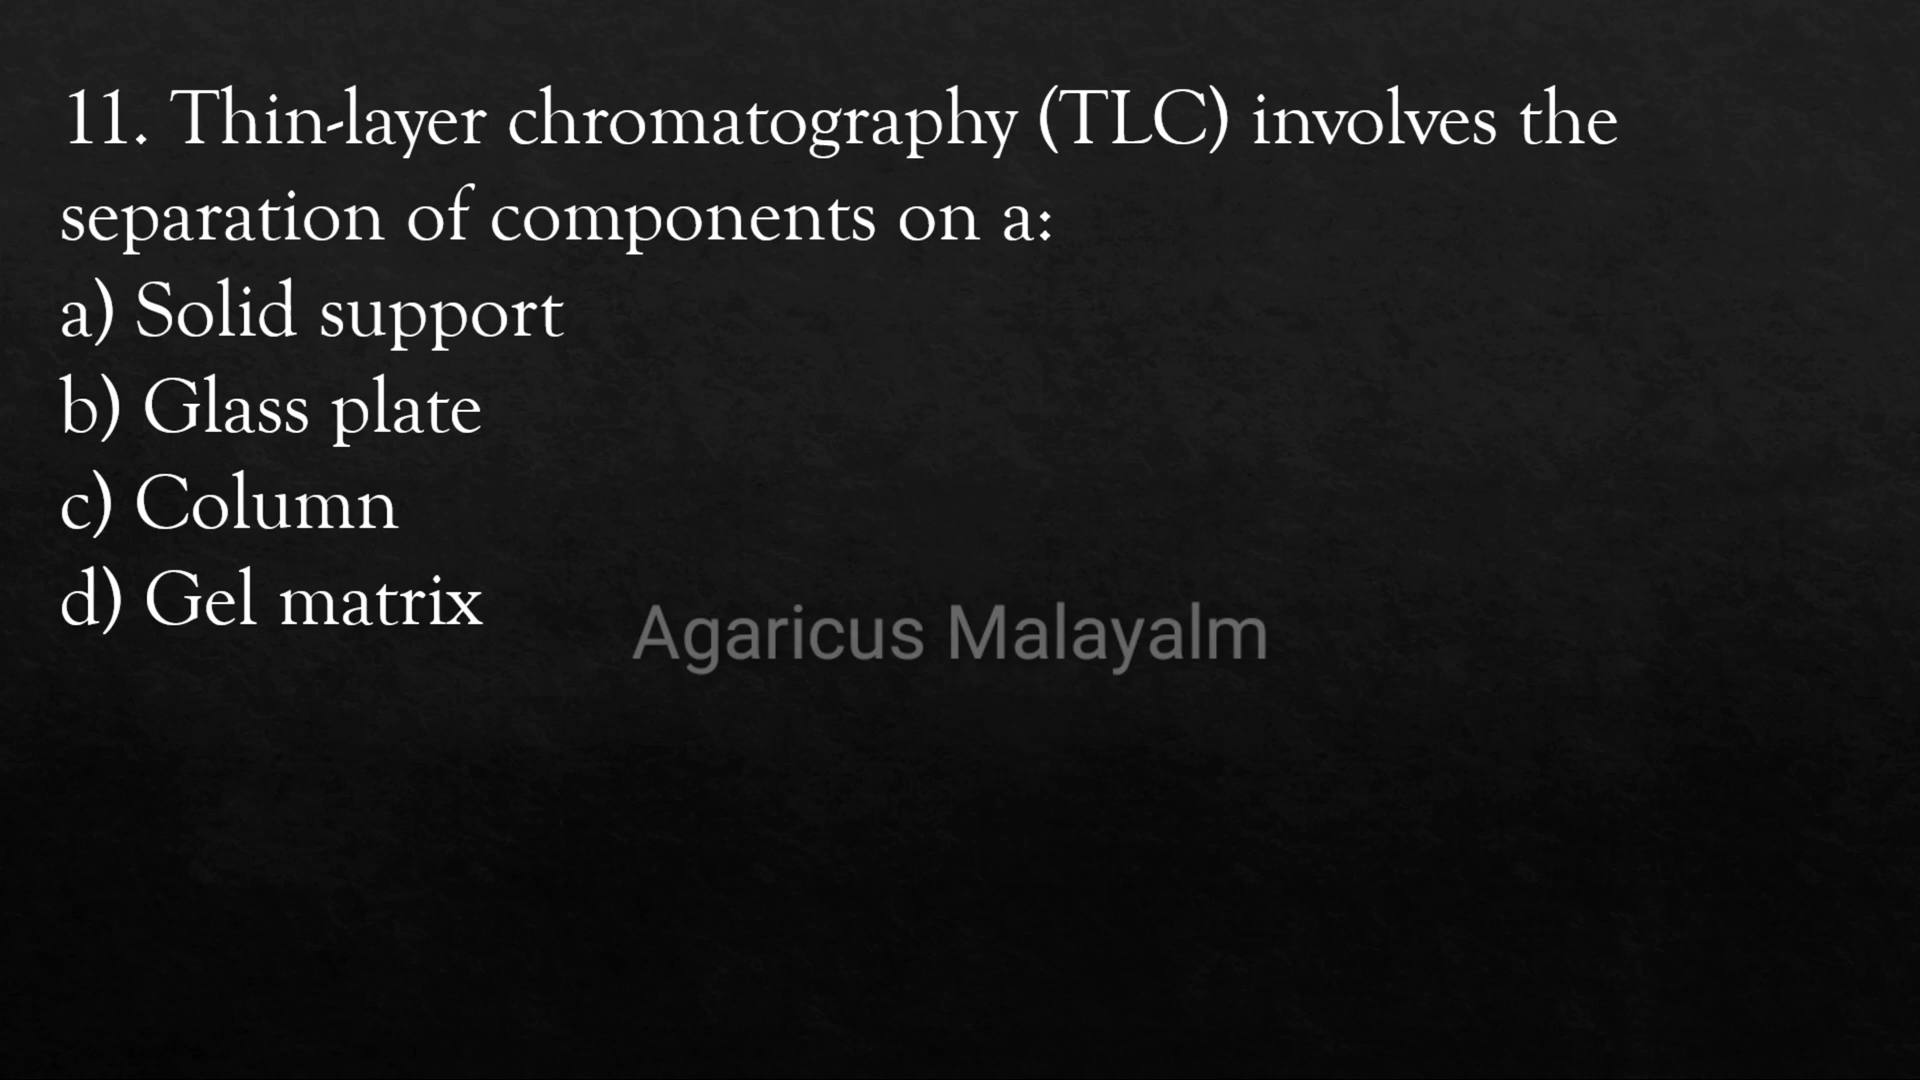 11. Thin-layer chromatography (TLC) involves the
separation of components on a:
a) Solid support
b) Glass plate
c) Column
d) Gel matrix
Agaricus Malayalm